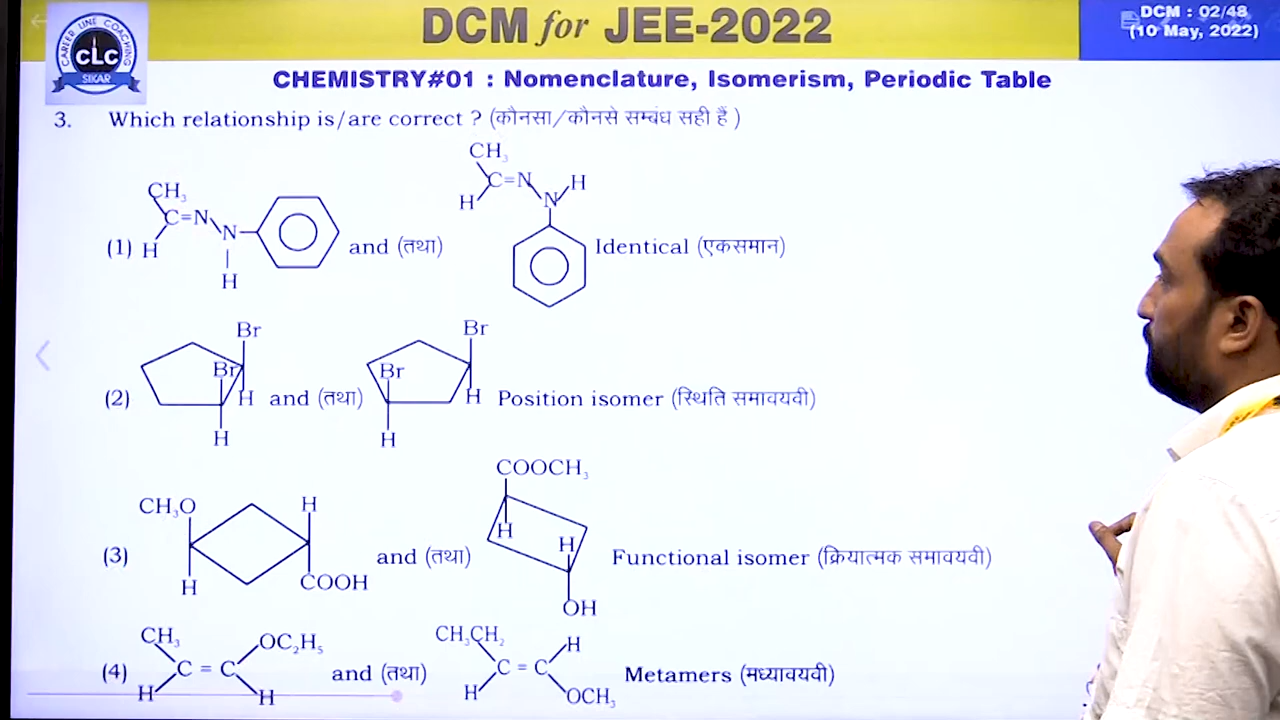 DCM for JEE-2022
DCM : 02/48
(10 May, 2022)
CAREER LINE COACHING
CLC
SIKAR
CHEMISTRY#01 : Nomenclature, Isomerism, Periodic Table
3. Which relationship is/are correct ? (कौनसा/कौनसे सम्बंध सही हैं )
CH₃
C=N
H
N
H
(1)
and (तथा)
CH₃
C=N
H
N
H
Identical (एकसमान)
Br
Br
H
H
(2)
and (तथा)
Br
Br
H
H
Position isomer (स्थिति समावयवी)
CH₃O
H
H
COOH
(3)
and (तथा)
COOCH₃
H
H
OH
Functional isomer (क्रियात्मक समावयवी)
CH₃
OC₂H₅
C = C
H
H
(4)
and (तथा)
CH₃CH₂
H
C = C
H
OCH₃
Metamers (मध्यावयवी)